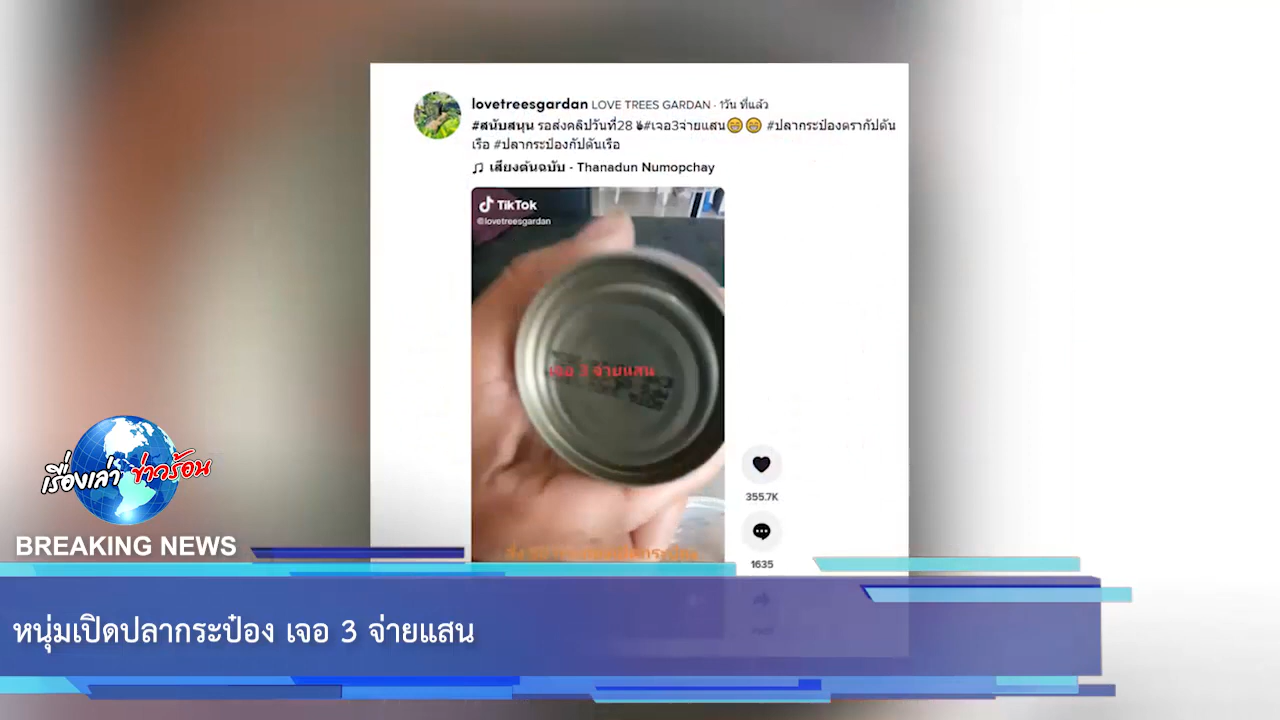 lovetreesgardan LOVE TREES GARDAN · 1วัน ที่แล้ว
#สนับสนุน รอส่งคลิปวันที่28 #เจอ3จ่ายแสน😁😁 #ปลากระป๋องตรากัปตัน
เรือ #ปลากระป๋องกัปตันเรือ
เสียงต้นฉบับ - Thanadun Numopchay
TikTok
@lovetreesgardan
เจอ 3 จ่ายแสน
355.7K
1635
เรื่องเล่า ข่าวร้อน
BREAKING NEWS
หนุ่มเปิดปลากระป๋อง เจอ 3 จ่ายแสน